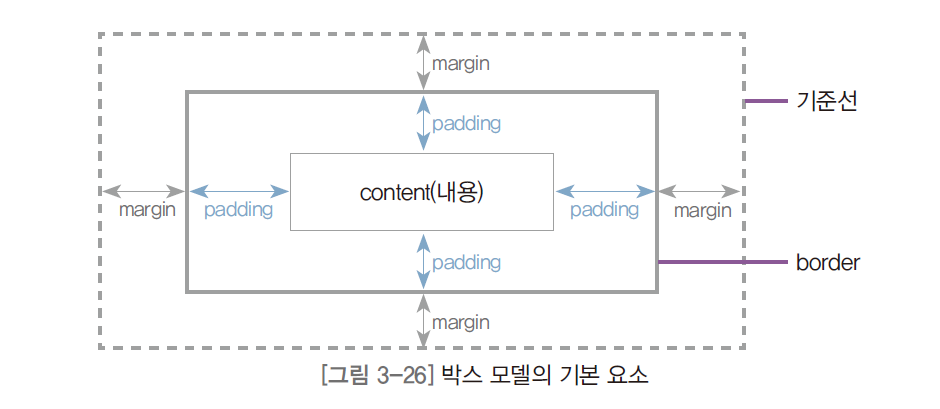 margin
기준선
padding
content(내용)
margin
padding
padding
margin
padding
border
margin
[그림 3-26] 박스 모델의 기본 요소